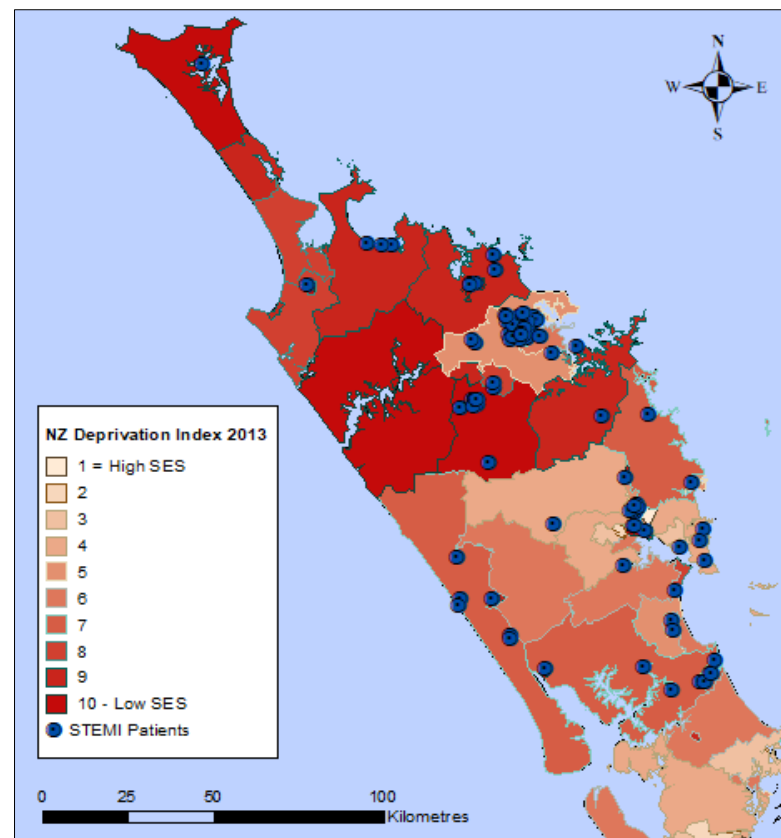 N
W E
S
NZ Deprivation Index 2013
1 = High SES
2
3
4
5
6
7
8
9
10 - Low SES
STEMI Patients
0 25 50 100
Kilometres